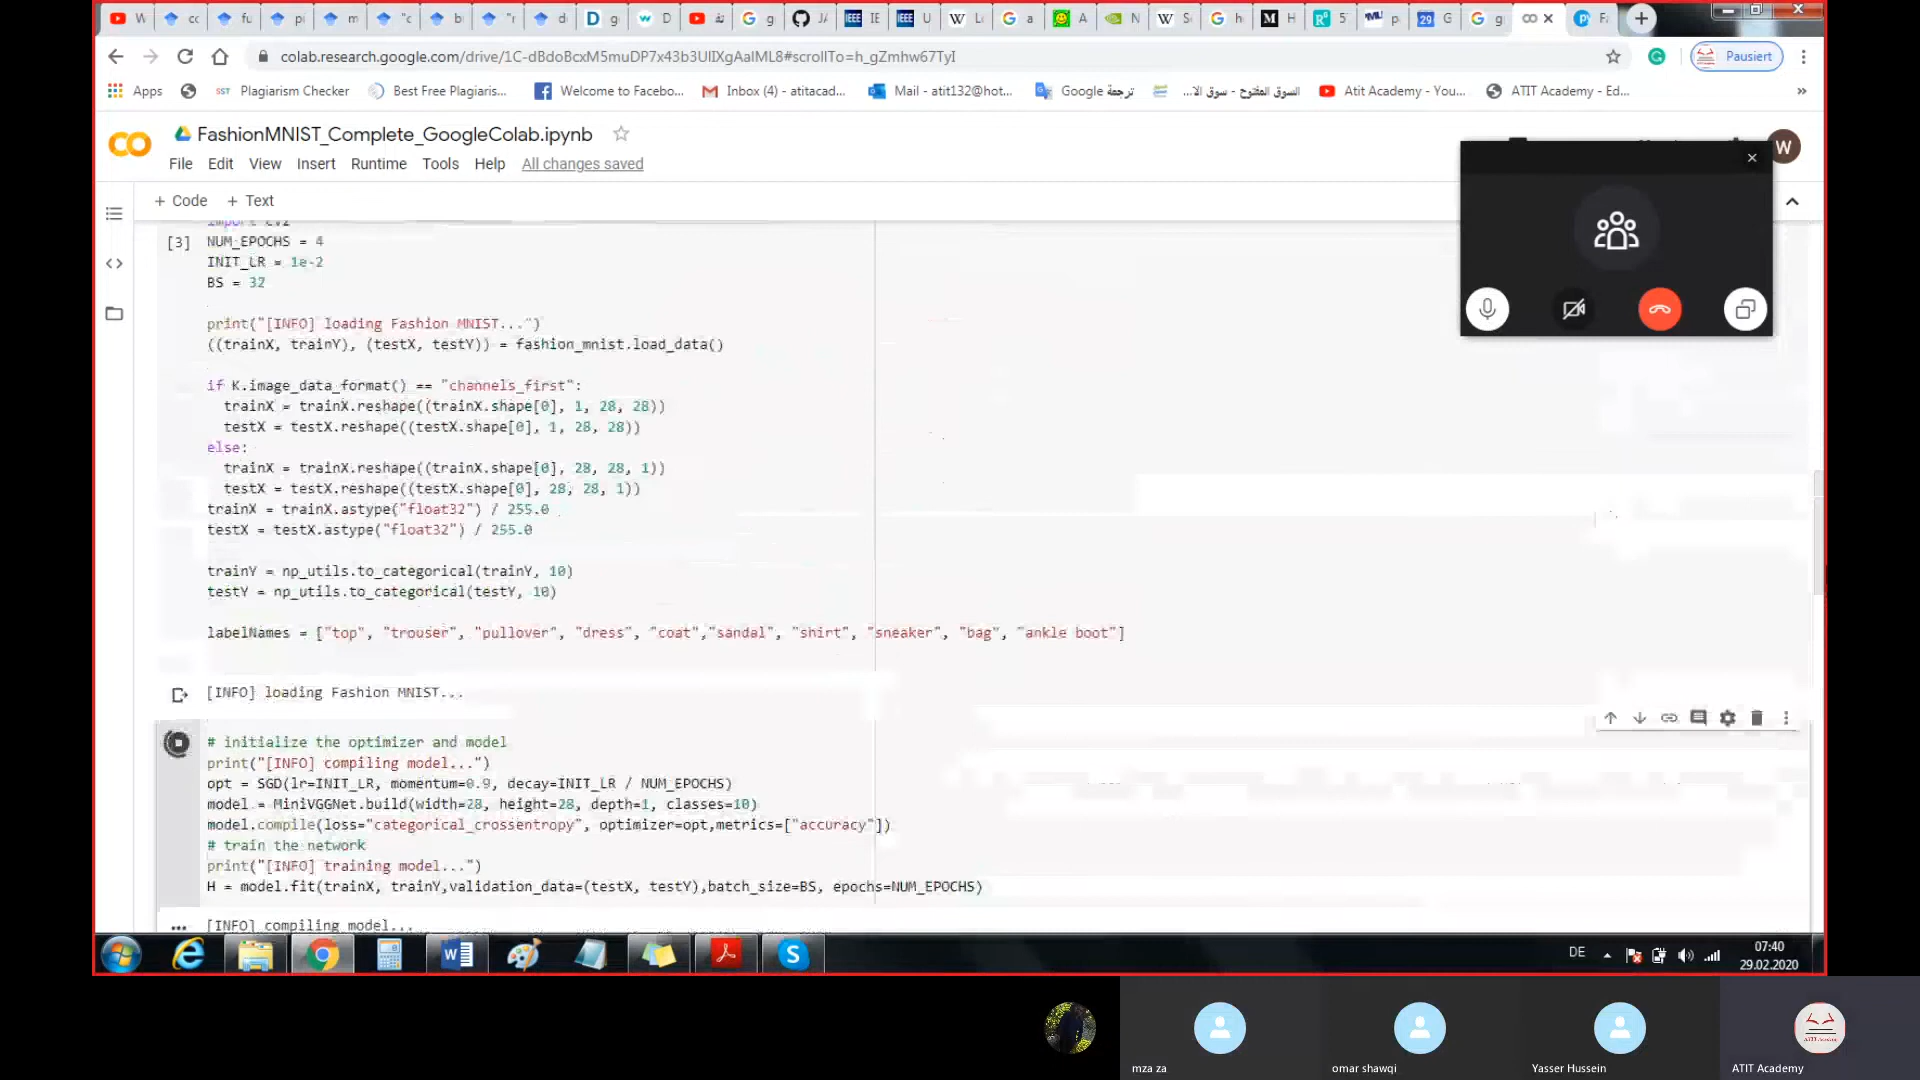 colab.research.google.com/drive/1C-dBdoBcxM5muDP7x43b3UlIXgAalML8#scrollTo=h_gZmhw67TyI
Pausiert
Apps
SST
Plagiarism Checker
Best Free Plagiaris...
Welcome to Facebo...
Inbox (4) - atitacad...
Mail - atit132@hot...
ترجمة Google
السوق المفتوح - سوق الا...
Atit Academy - You...
ATIT Academy - Ed...
FashionMNIST_Complete_GoogleColab.ipynb
W
File Edit View Insert Runtime Tools Help All changes saved
+ Code + Text
import cv2
[3] NUM_EPOCHS = 4
INIT_LR = 1e-2
BS = 32
print("[INFO] loading Fashion MNIST...")
((trainX, trainY), (testX, testY)) = fashion_mnist.load_data()
if K.image_data_format() == "channels_first":
trainX = trainX.reshape((trainX.shape[0], 1, 28, 28))
testX = testX.reshape((testX.shape[0], 1, 28, 28))
else:
trainX = trainX.reshape((trainX.shape[0], 28, 28, 1))
testX = testX.reshape((testX.shape[0], 28, 28, 1))
trainX = trainX.astype("float32") / 255.0
testX = testX.astype("float32") / 255.0
trainY = np_utils.to_categorical(trainY, 10)
testY = np_utils.to_categorical(testY, 10)
labelNames = ["top", "trouser", "pullover", "dress", "coat","sandal", "shirt", "sneaker", "bag", "ankle boot"]
[INFO] loading Fashion MNIST...
# initialize the optimizer and model
print("[INFO] compiling model...")
opt = SGD(lr=INIT_LR, momentum=0.9, decay=INIT_LR / NUM_EPOCHS)
model = MiniVGGNet.build(width=28, height=28, depth=1, classes=10)
model.compile(loss="categorical_crossentropy", optimizer=opt,metrics=["accuracy"])
# train the network
print("[INFO] training model...")
H = model.fit(trainX, trainY,validation_data=(testX, testY),batch_size=BS, epochs=NUM_EPOCHS)
[INFO] compiling model...
DE
07:40
29.02.2020
mza za
omar shawqi
Yasser Hussein
ATIT Academy